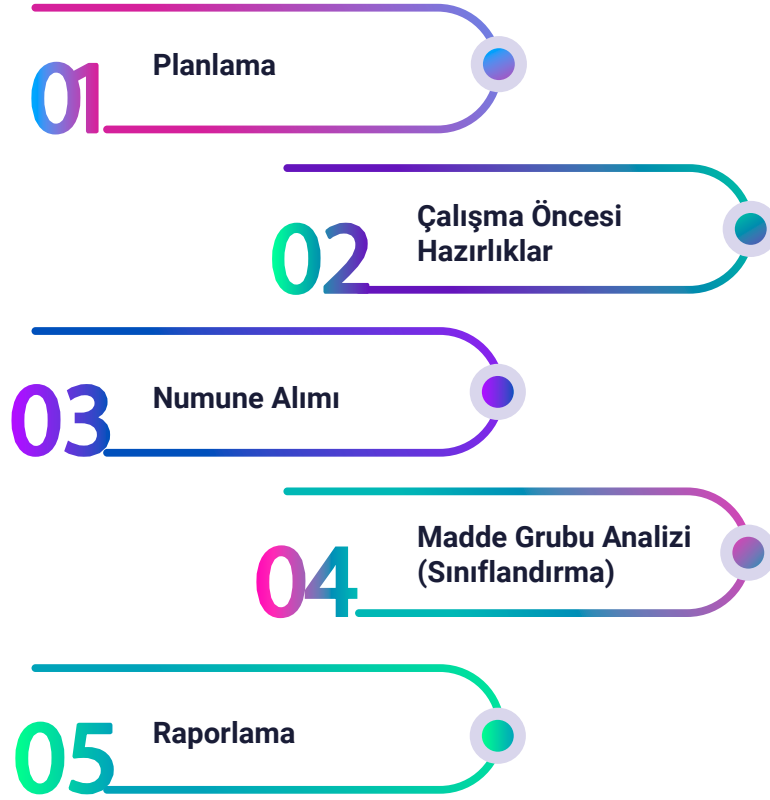 01
Planlama
02
Çalışma Öncesi
Hazırlıklar
03
Numune Alımı
04
Madde Grubu Analizi
(Sınıflandırma)
05
Raporlama